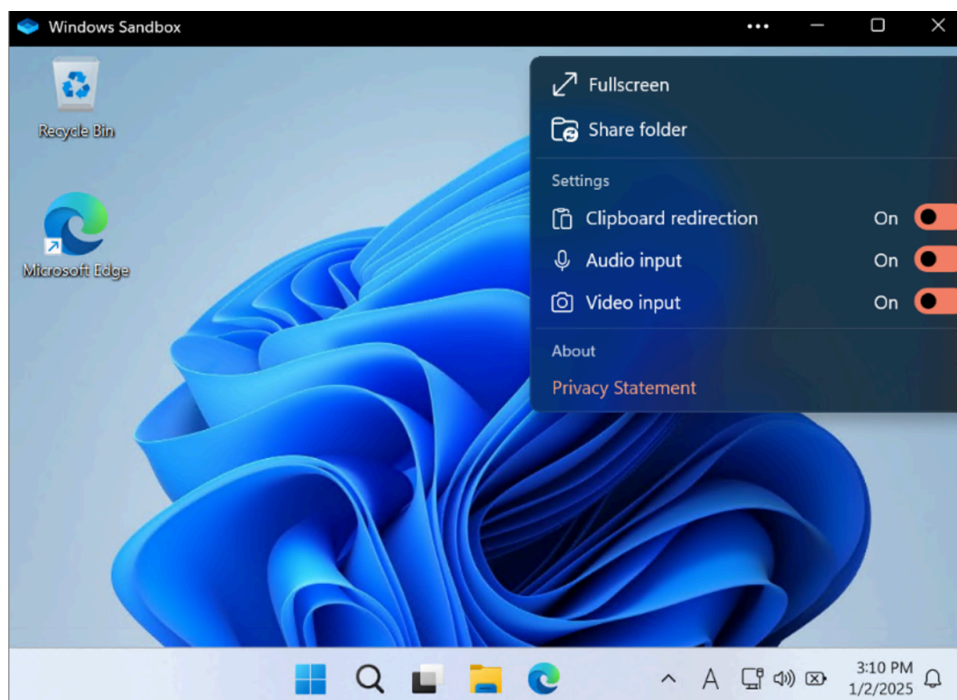 Windows Sandbox
Recycle Bin
Microsoft Edge
Fullscreen
Share folder
Settings
Clipboard redirection On
Audio input On
Video input On
About
Privacy Statement
A
3:10 PM
1/2/2025